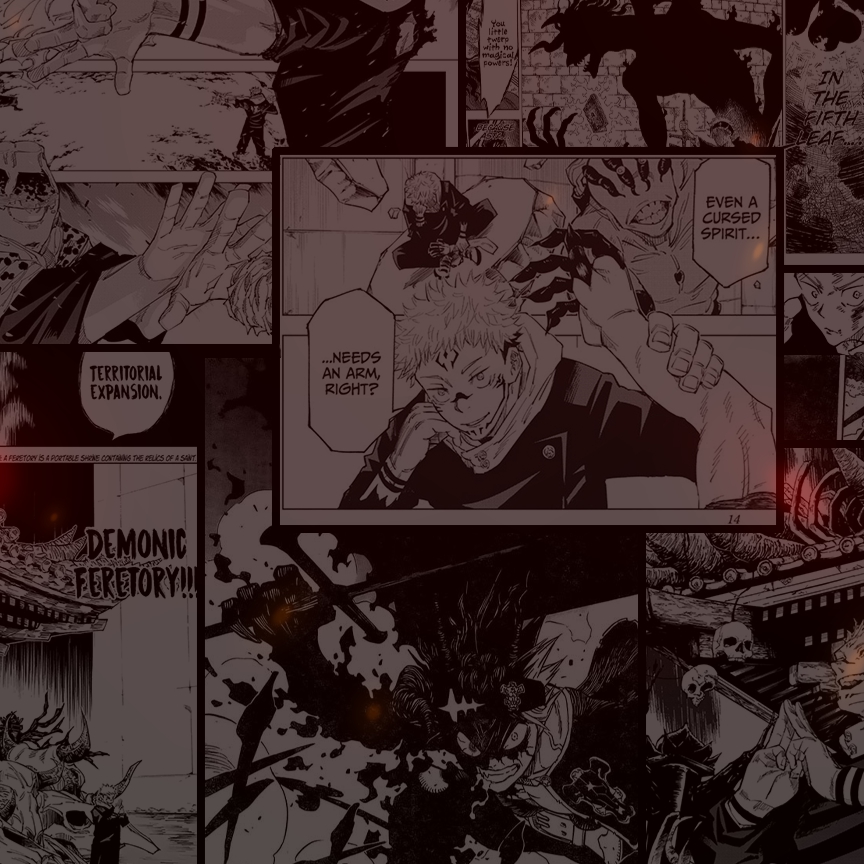 You
little
twerp
with no
magical
powers!
BECAUSE
IN
THE
FIFTH
LEAF...
EVEN A
CURSED
SPIRIT...
...NEEDS
AN ARM,
RIGHT?
14
TERRITORIAL
EXPANSION.
A FERETORY IS A PORTABLE SHRINE CONTAINING THE RELICS OF A SAINT
DEMONIC
FERETORY!!!